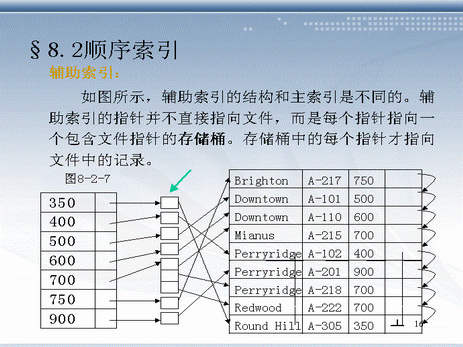 §8.2顺序索引
辅助索引：
如图所示，辅助索引的结构和主索引是不同的。辅
助索引的指针并不直接指向文件，而是每个指针指向一
个包含文件指针的存储桶。存储桶中的每个指针才指向
文件中的记录。
图8-2-7
350
400
500
600
700
750
900
Brighton A-217 750
Downtown A-101 500
Downtown A-110 600
Mianus A-215 700
Perryridge A-102 400
Perryridge A-201 900
Perryridge A-218 700
Redwood A-222 700
Round Hill A-305 350
16